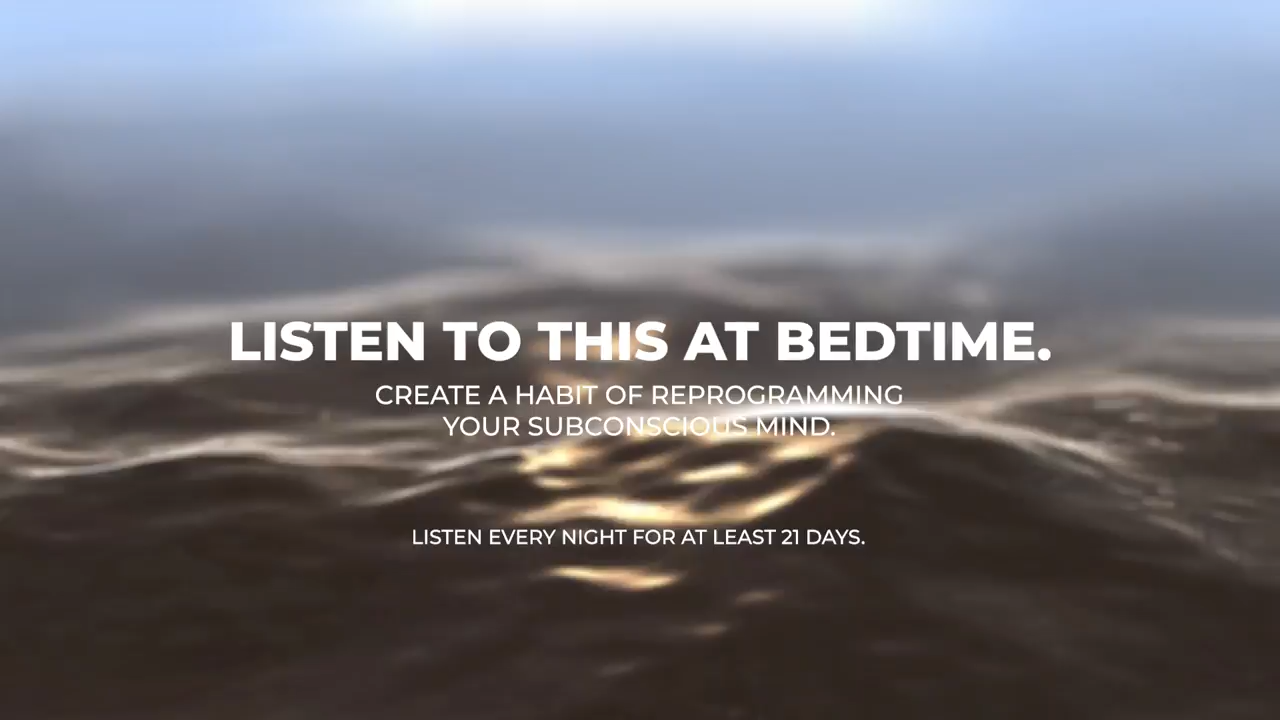 LISTEN TO THIS AT BEDTIME.
CREATE A HABIT OF REPROGRAMMING
YOUR SUBCONSCIOUS MIND.
LISTEN EVERY NIGHT FOR AT LEAST 21 DAYS.